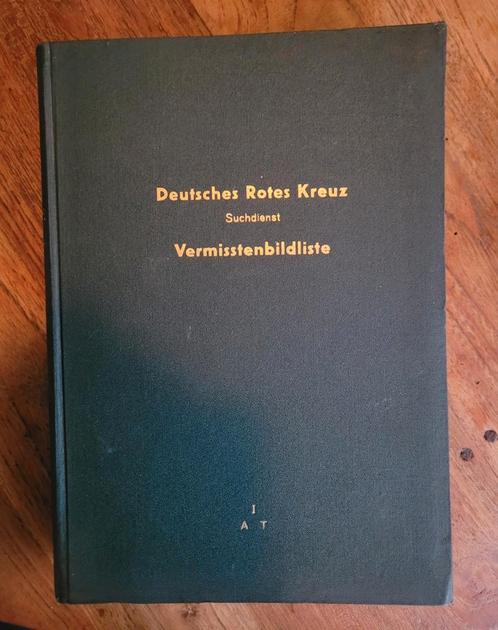 Deutsches Rotes Kreuz
Suchdienst
Vermisstenbildliste
I
A T